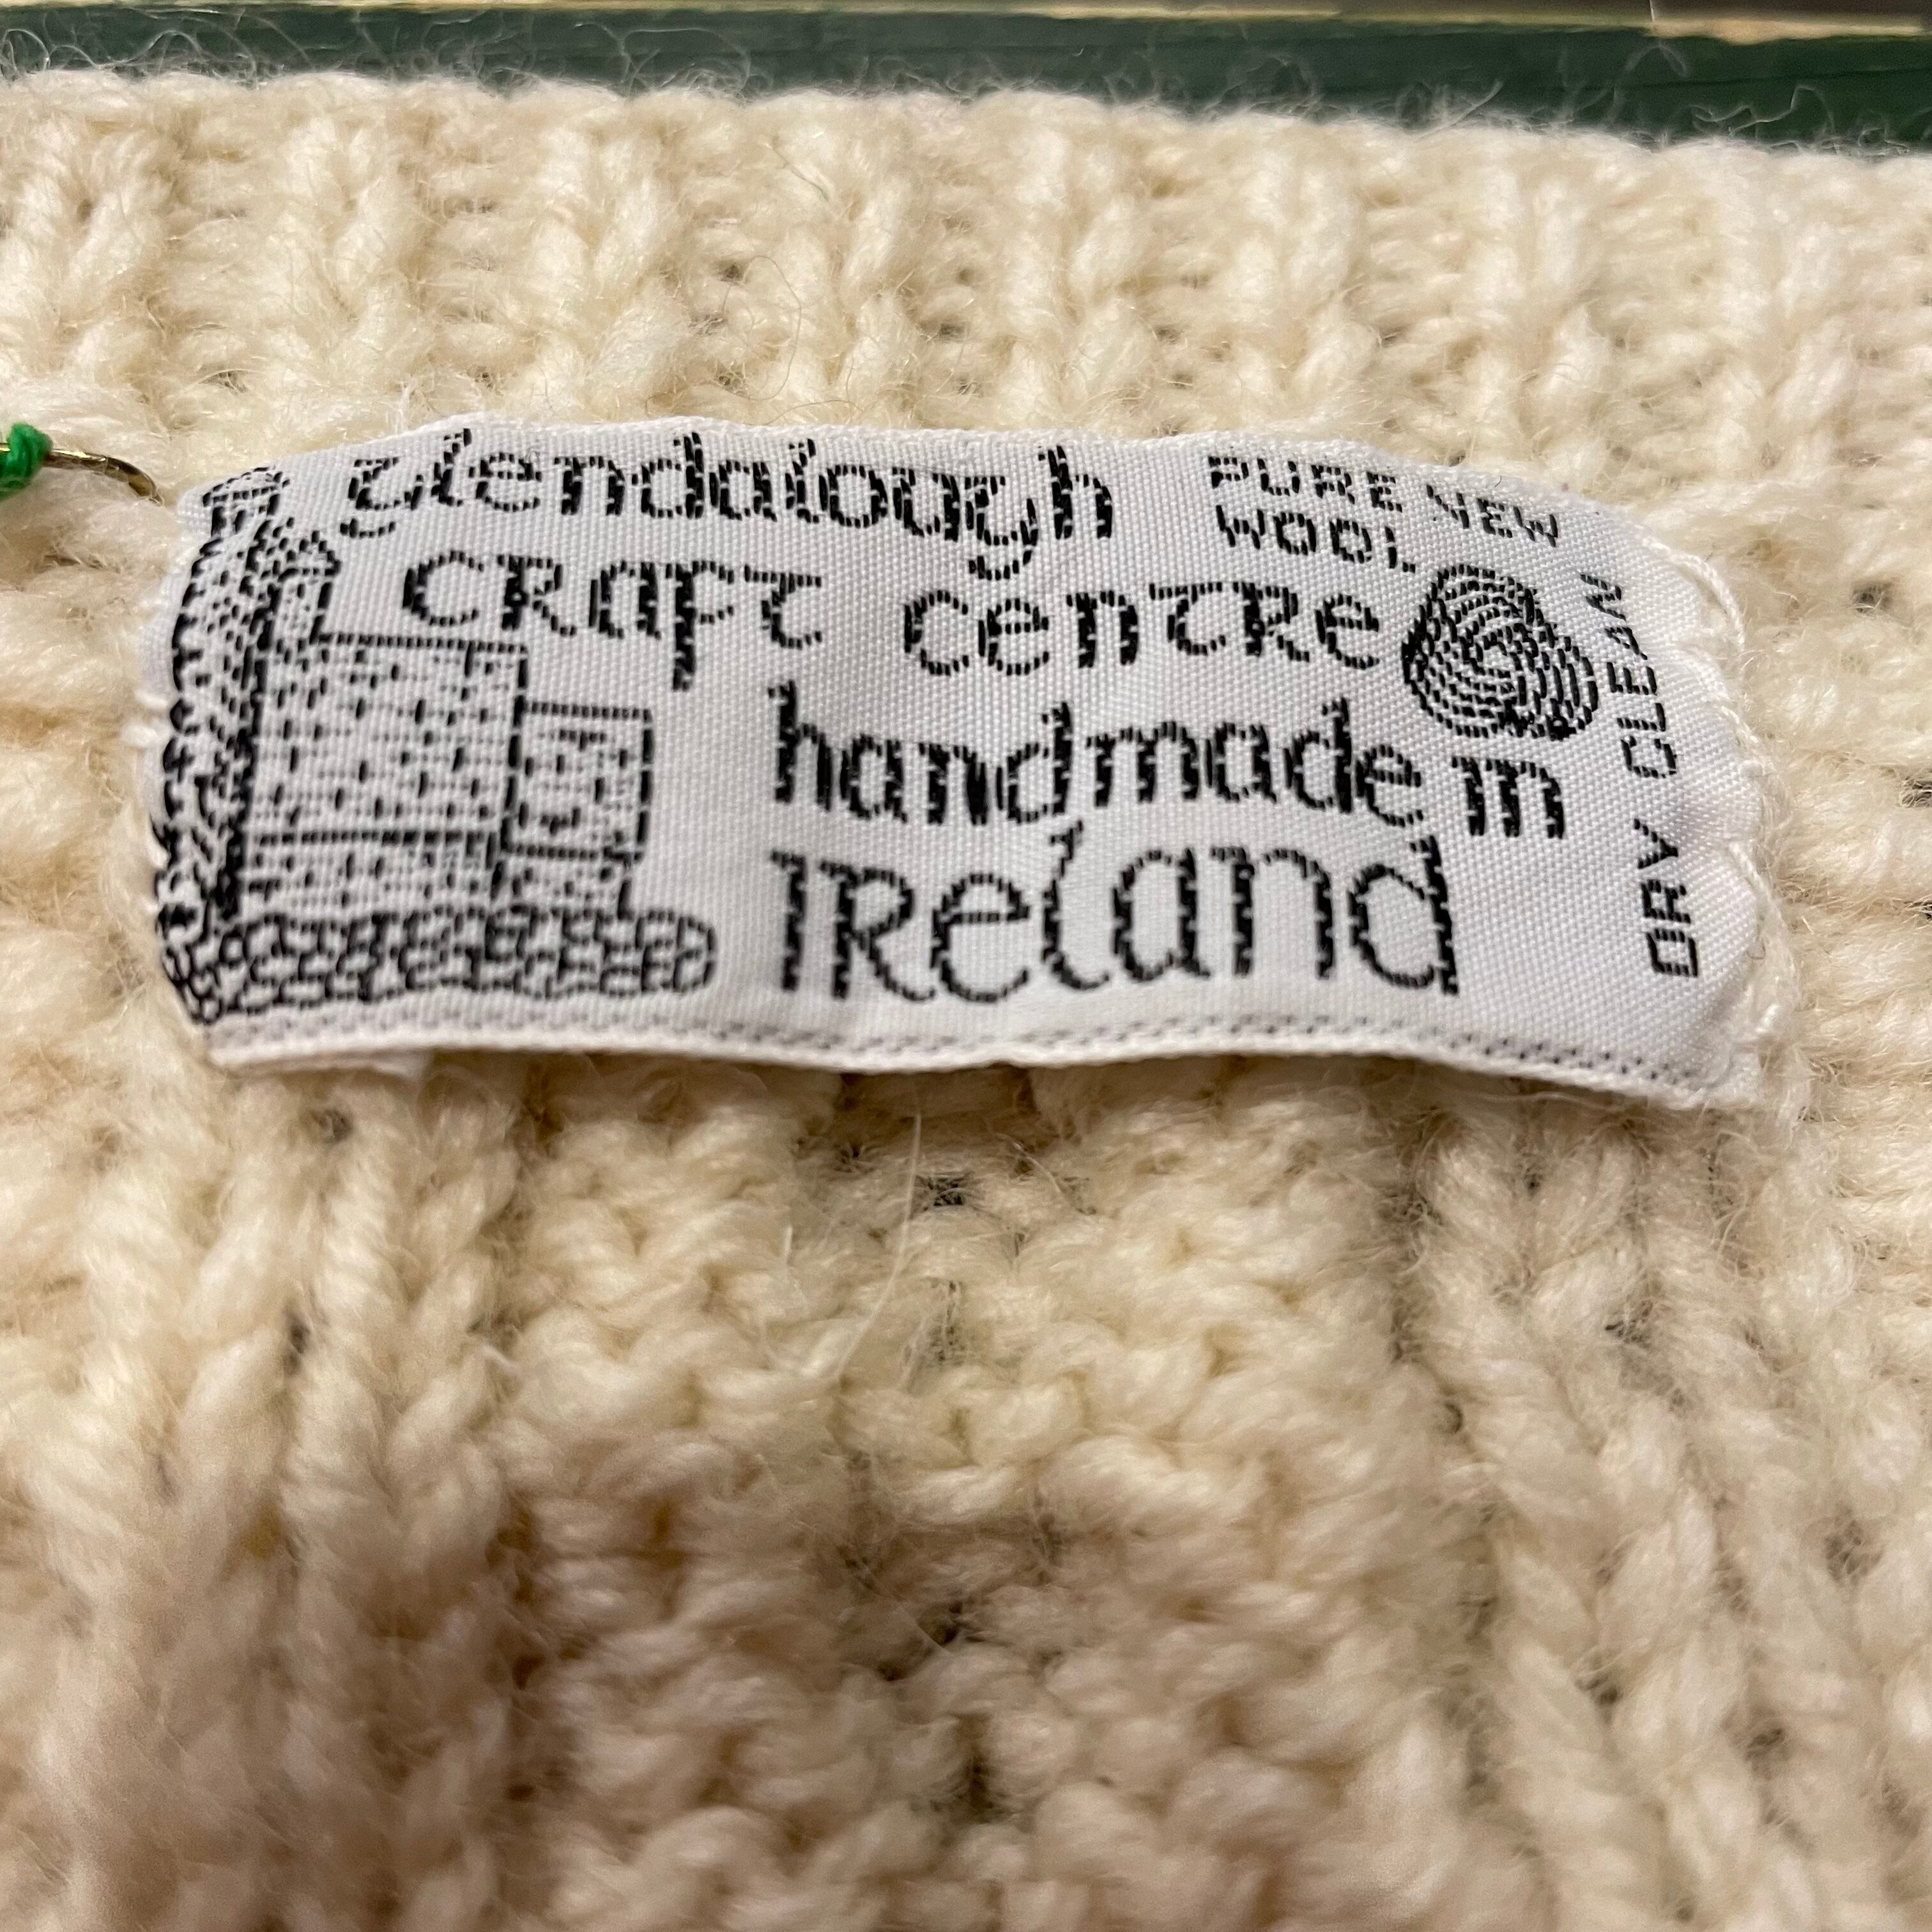 glendalough
CRAFT centRe
handmade in
IReland
PURE NEW
WOOL
DRY CLEAN